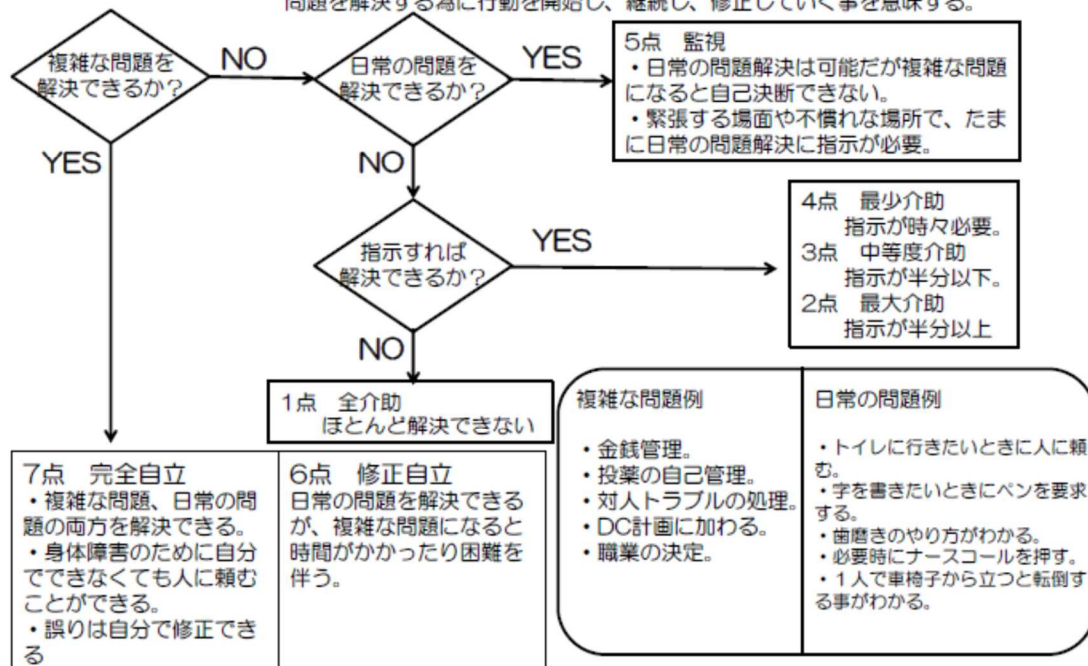 問題を解決する為に行動を開始し、継続し、修正していく事を意味する。
複雑な問題を
解決できるか？
NO
日常の問題を
解決できるか？
YES
5点　監視
・日常の問題解決は可能だが複雑な問題
になると自己決断できない。
・緊張する場面や不慣れな場所で、たま
に日常の問題解決に指示が必要。
YES
NO
指示すれば
解決できるか？
YES
4点　最少介助
指示が時々必要。
3点　中等度介助
指示が半分以下。
2点　最大介助
指示が半分以上
NO
1点　全介助
ほとんど解決できない
7点　完全自立
・複雑な問題、日常の問
題の両方を解決できる。
・身体障害のために自分
でできなくても人に頼む
ことができる。
・誤りは自分で修正でき
る
6点　修正自立
日常の問題を解決できる
が、複雑な問題になると
時間がかかったり困難を
伴う。
複雑な問題例
・金銭管理。
・投薬の自己管理。
・対人トラブルの処理。
・DC計画に加わる。
・職業の決定。
日常の問題例
・トイレに行きたいときに人に頼
む。
・字を書きたいときにペンを要求
する。
・歯磨きのやり方がわかる。
・必要時にナースコールを押す。
・１人で車椅子から立つと転倒す
る事がわかる。